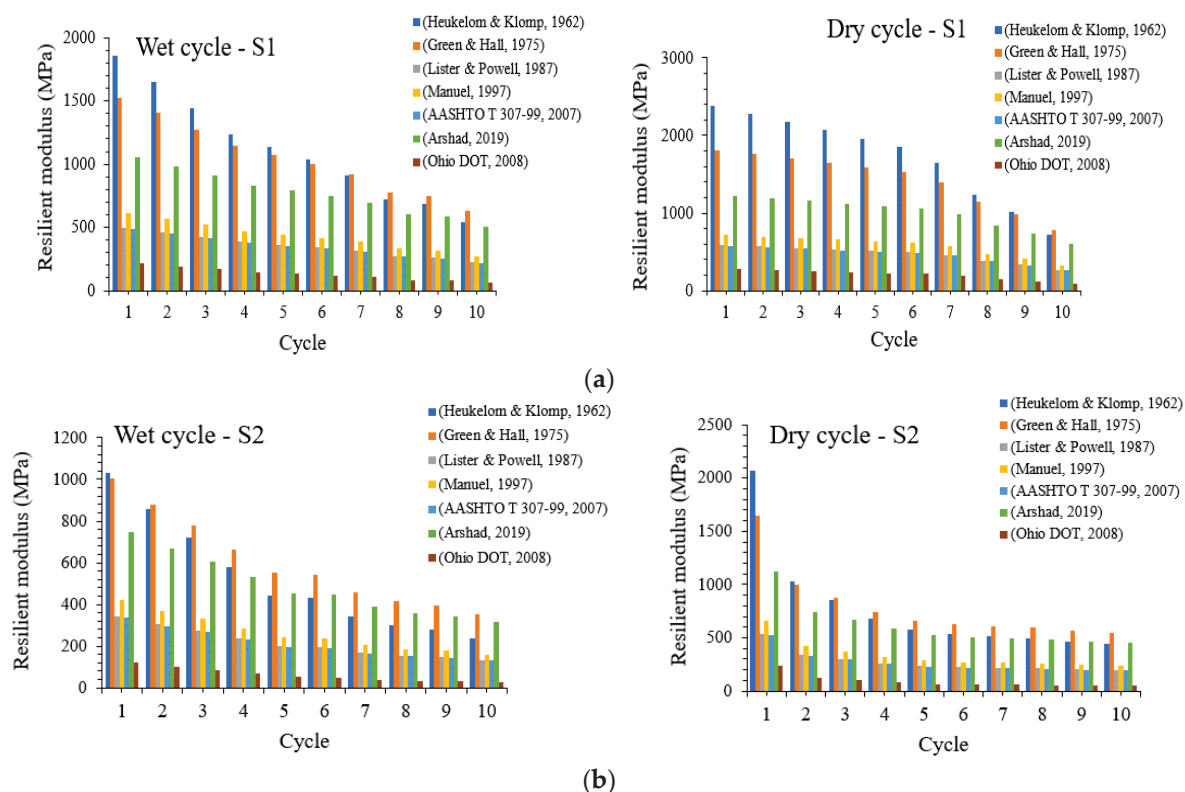 Wet cycle - S1
Resilient modulus (MPa)
2000
1500
1000
500
0
1 2 3 4 5 6 7 8 9 10
Cycle
(Heukelom & Klomp, 1962)
(Green & Hall, 1975)
(Lister & Powell, 1987)
(Manuel, 1997)
(AASHTO T 307-99, 2007)
(Arshad, 2019)
(Ohio DOT, 2008)
Dry cycle - S1
Resilient modulus (MPa)
3000
2000
1000
0
1 2 3 4 5 6 7 8 9 10
Cycle
(Heukelom & Klomp, 1962)
(Green & Hall, 1975)
(Lister & Powell, 1987)
(Manuel, 1997)
(AASHTO T 307-99, 2007)
(Arshad, 2019)
(Ohio DOT, 2008)
(a)
Wet cycle - S2
Resilient modulus (MPa)
1200
1000
800
600
400
200
0
1 2 3 4 5 6 7 8 9 10
Cycle
(Heukelom & Klomp, 1962)
(Green & Hall, 1975)
(Lister & Powell, 1987)
(Manuel, 1997)
(AASHTO T 307-99, 2007)
(Arshad, 2019)
(Ohio DOT, 2008)
Dry cycle - S2
Resilient modulus (MPa)
2500
2000
1500
1000
500
0
1 2 3 4 5 6 7 8 9 10
Cycle
(Heukelom & Klomp, 1962)
(Green & Hall, 1975)
(Lister & Powell, 1987)
(Manuel, 1997)
(AASHTO T 307-99, 2007)
(Arshad, 2019)
(Ohio DOT, 2008)
(b)